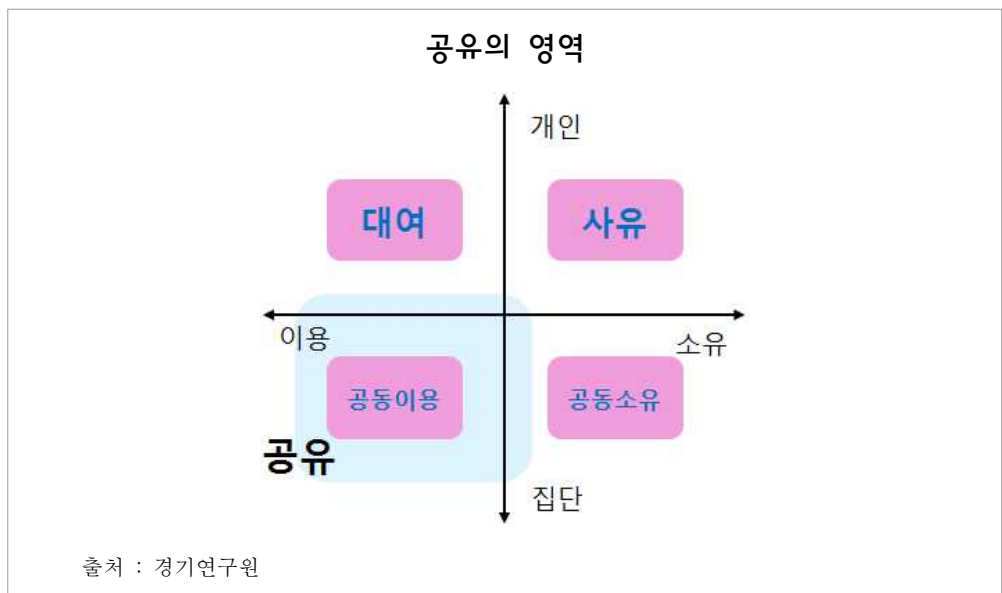 공유의 영역
개인
대여
사유
이용
소유
공동이용
공동소유
공유
집단
출처 : 경기연구원